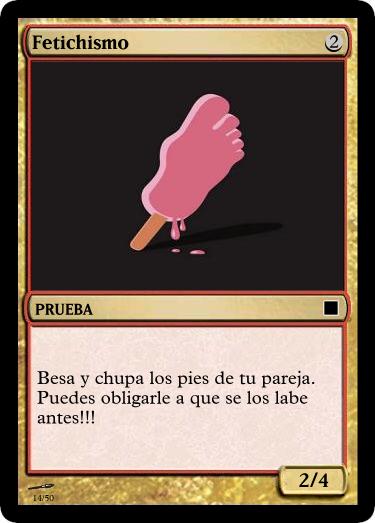 Fetichismo 2
PRUEBA
Besa y chupa los pies de tu pareja.
Puedes obligarle a que se los labe
antes!!!
2/4
14/50